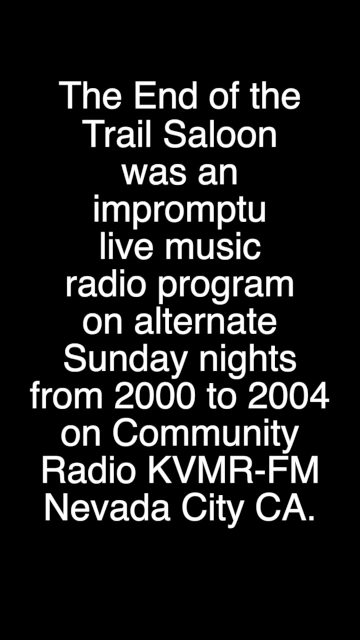 The End of the
Trail Saloon
was an
impromptu
live music
radio program
on alternate
Sunday nights
from 2000 to 2004
on Community
Radio KVMR-FM
Nevada City CA.